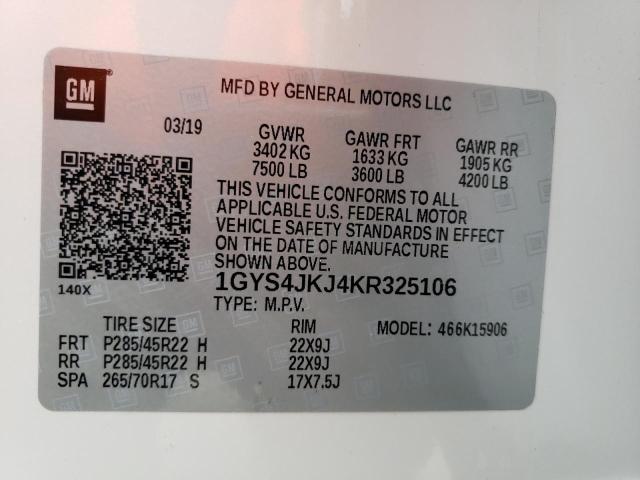 GM
MFD BY GENERAL MOTORS LLC
03/19 GVWR GAWR FRT GAWR RR
3402 KG 1633 KG 1905 KG
7500 LB 3600 LB 4200 LB
THIS VEHICLE CONFORMS TO ALL
APPLICABLE U.S. FEDERAL MOTOR
VEHICLE SAFETY STANDARDS IN EFFECT
ON THE DATE OF MANUFACTURE
SHOWN ABOVE.
140X 1GYS4JKJ4KR325106
TYPE: M.P.V.
TIRE SIZE RIM MODEL: 466K15906
FRT P285/45R22 H 22X9J
RR P285/45R22 H 22X9J
SPA 265/70R17 S 17X7.5J